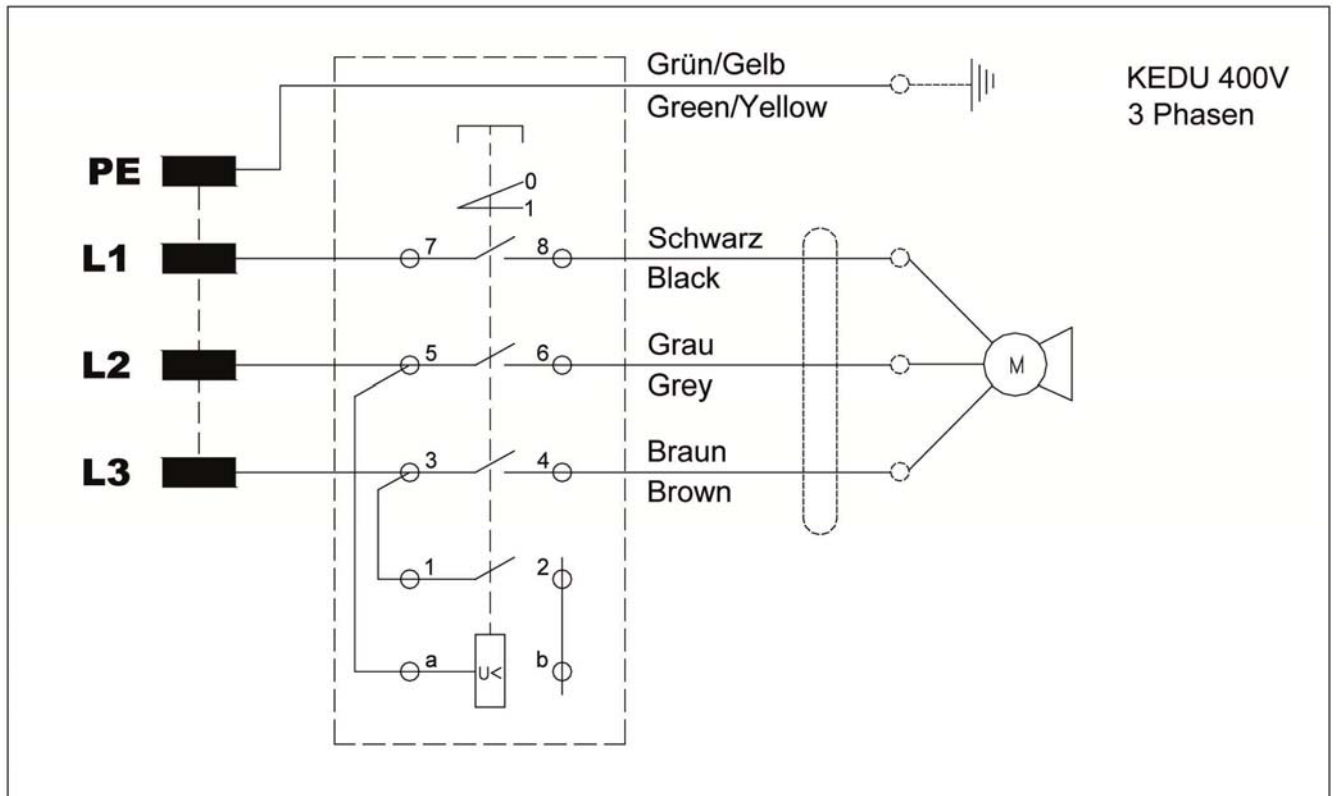 Grün/Gelb
Green/Yellow
KEDU 400V
3 Phasen
PE
0
1
L1
7
8
Schwarz
Black
L2
5
6
Grau
Grey
M
L3
3
4
Braun
Brown
1
2
a
U<
b